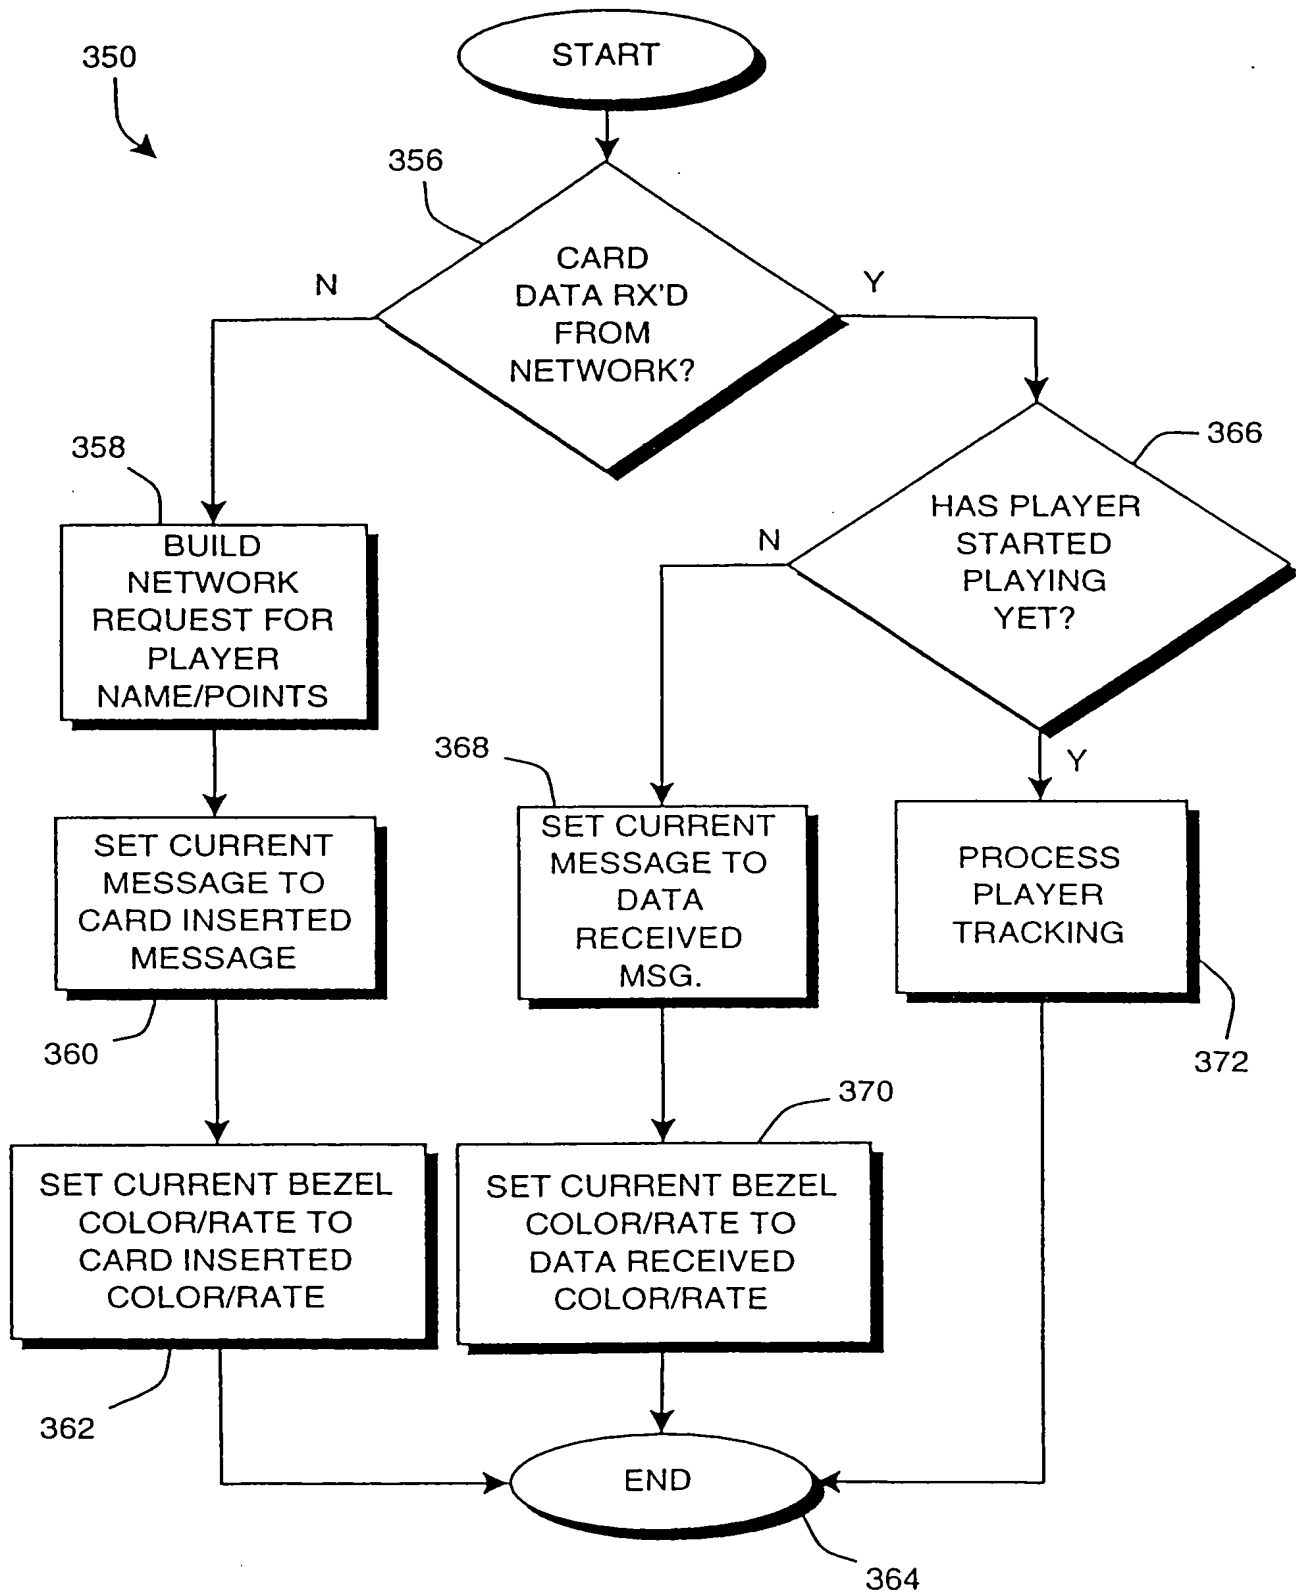 350
START
356
CARD
DATA RX'D
FROM
NETWORK?
N
Y
358
BUILD
NETWORK
REQUEST FOR
PLAYER
NAME/POINTS
366
HAS PLAYER
STARTED
PLAYING
YET?
N
Y
SET CURRENT
MESSAGE TO
CARD INSERTED
MESSAGE
360
368
SET CURRENT
MESSAGE TO
DATA
RECEIVED
MSG.
PROCESS
PLAYER
TRACKING
372
SET CURRENT BEZEL
COLOR/RATE TO
CARD INSERTED
COLOR/RATE
362
370
SET CURRENT BEZEL
COLOR/RATE TO
DATA RECEIVED
COLOR/RATE
END
364